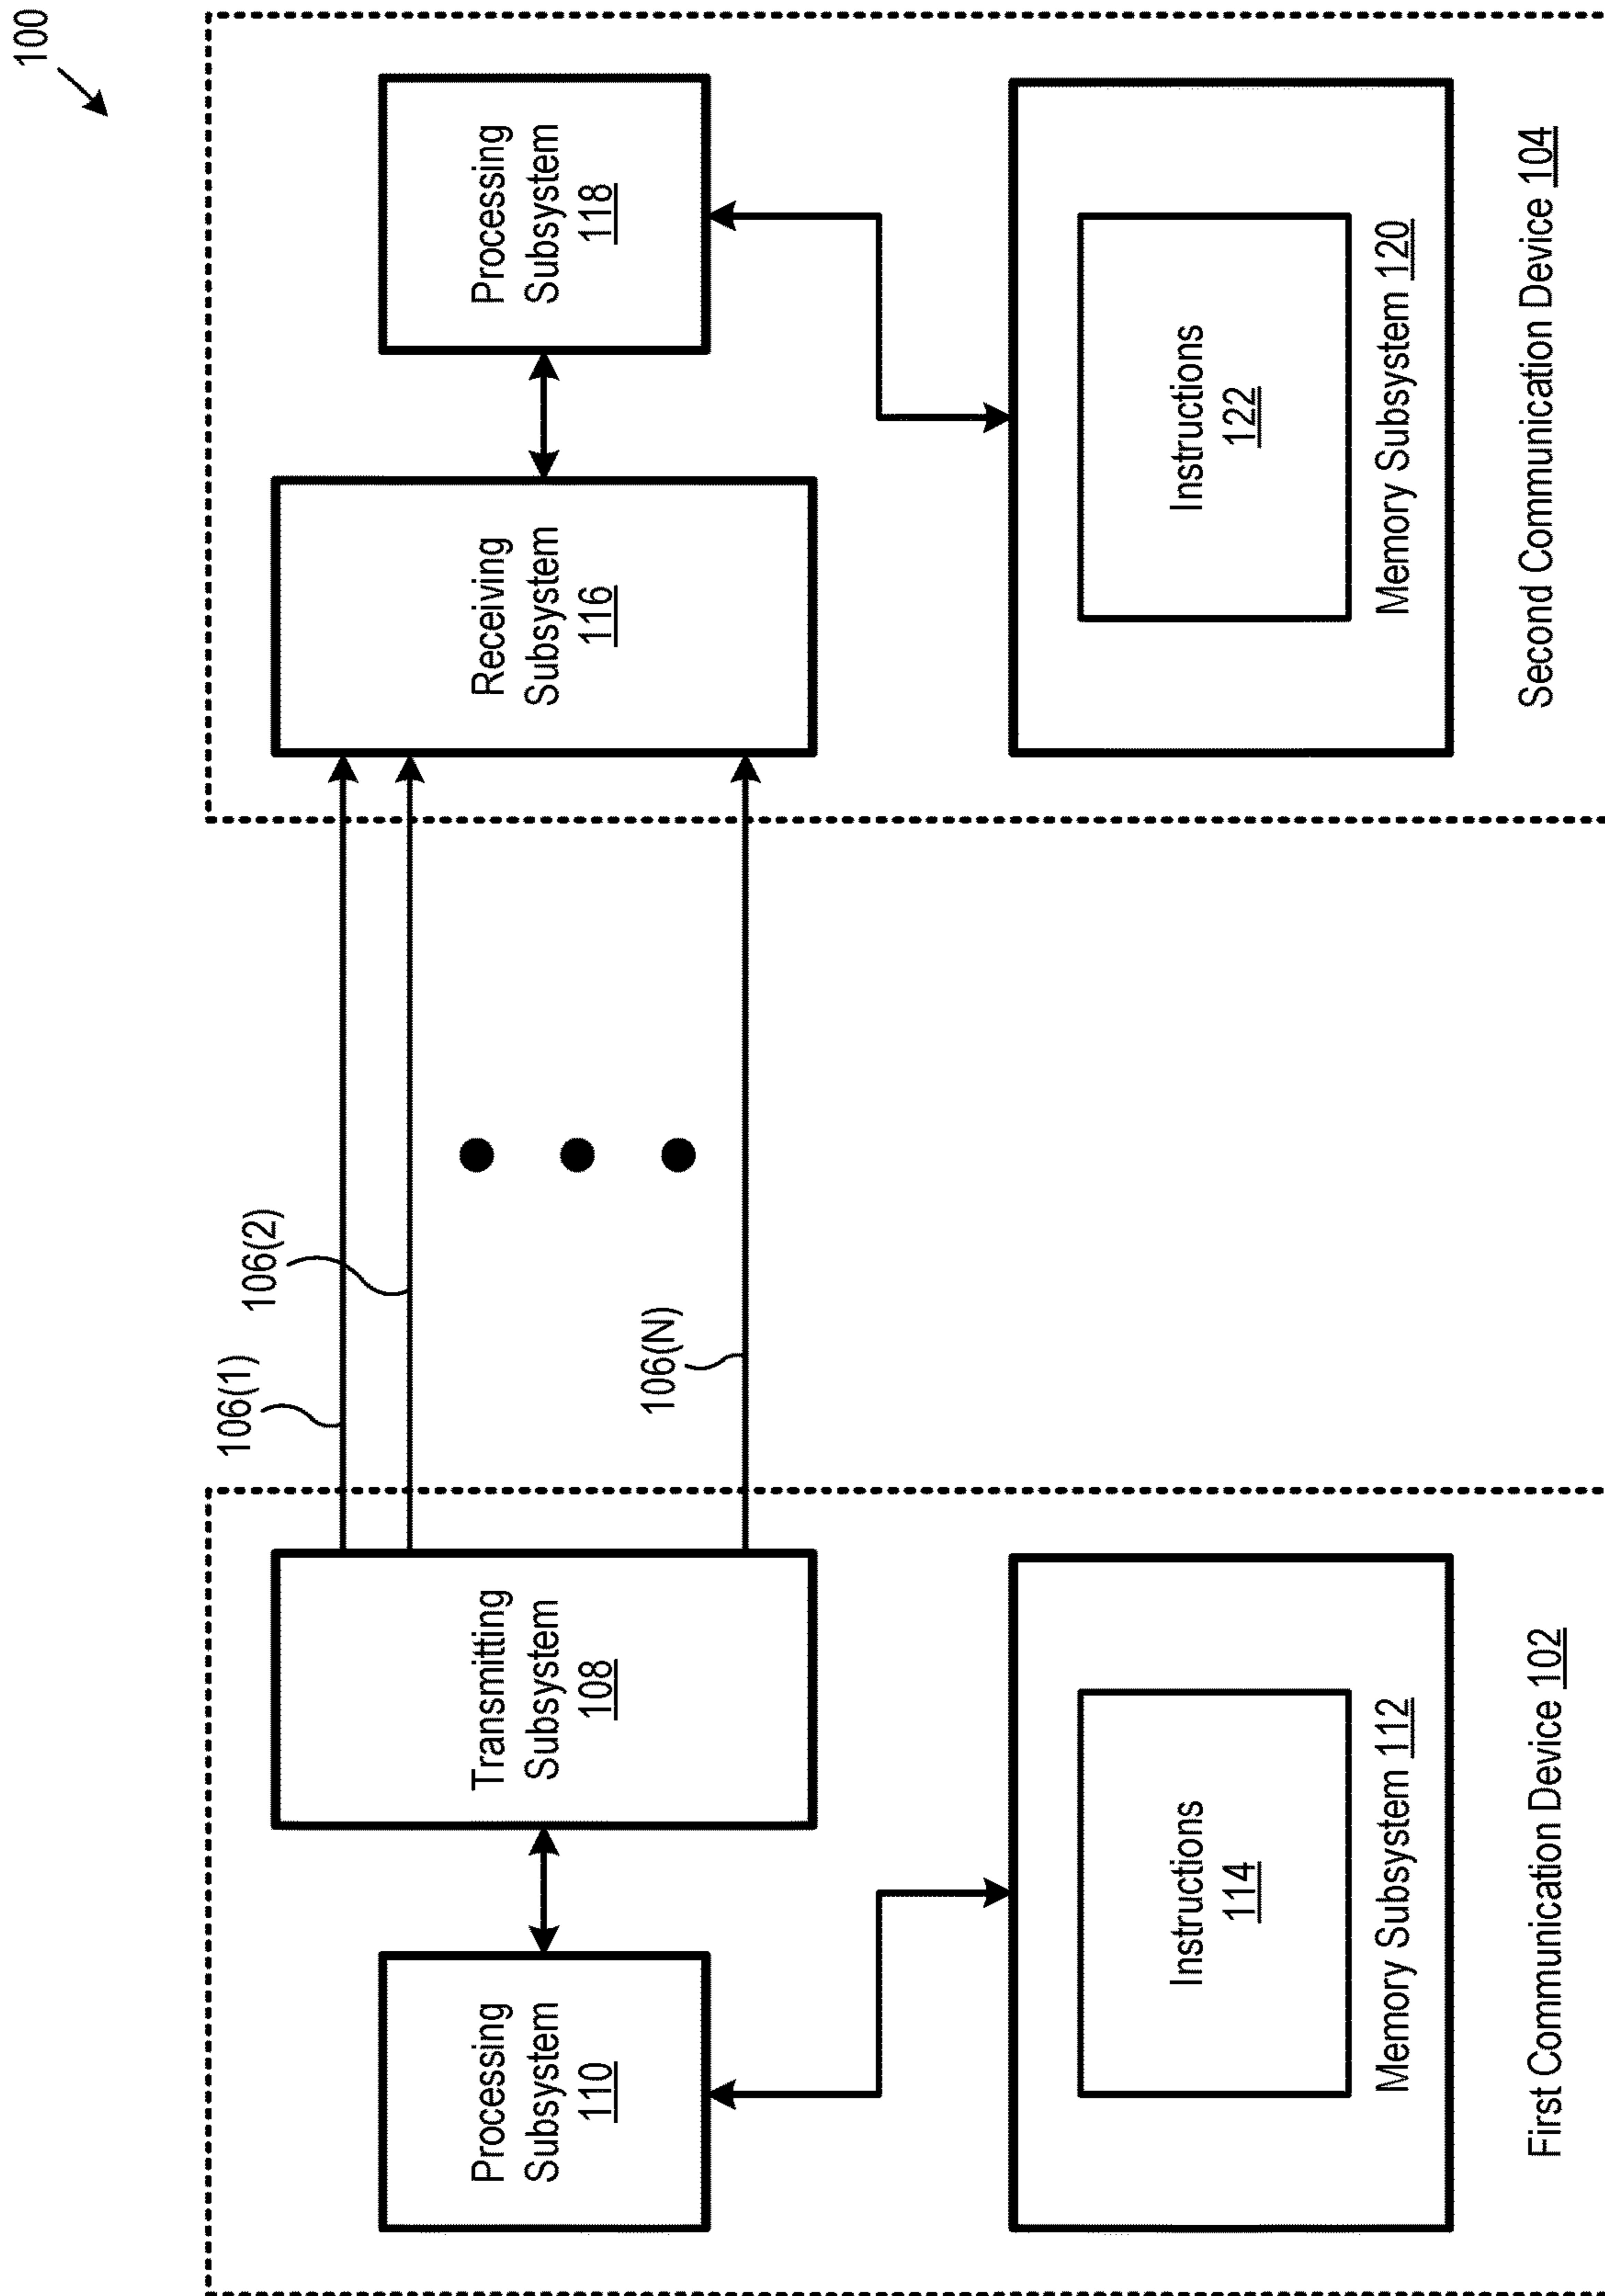 100
106(1)
106(2)
106(N)
Processing
Subsystem
110
Transmitting
Subsystem
108
Receiving
Subsystem
116
Processing
Subsystem
118
Instructions
114
Memory Subsystem 112
First Communication Device 102
Instructions
122
Memory Subsystem 120
Second Communication Device 104